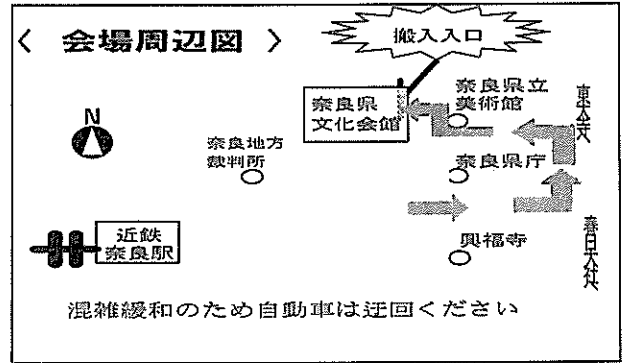 〈 会場周辺図 〉
搬入入口
奈良県立
美術館
奈良県
文化会館
東大寺
N
奈良地方
裁判所
奈良県庁
近鉄
奈良駅
興福寺
春日大社
混雑緩和のため自動車は迂回ください